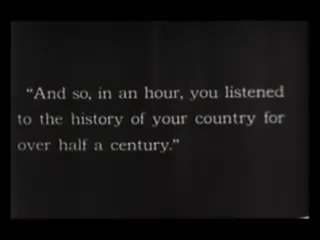 "And so, in an hour, you listened
to the history of your country for
over half a century."